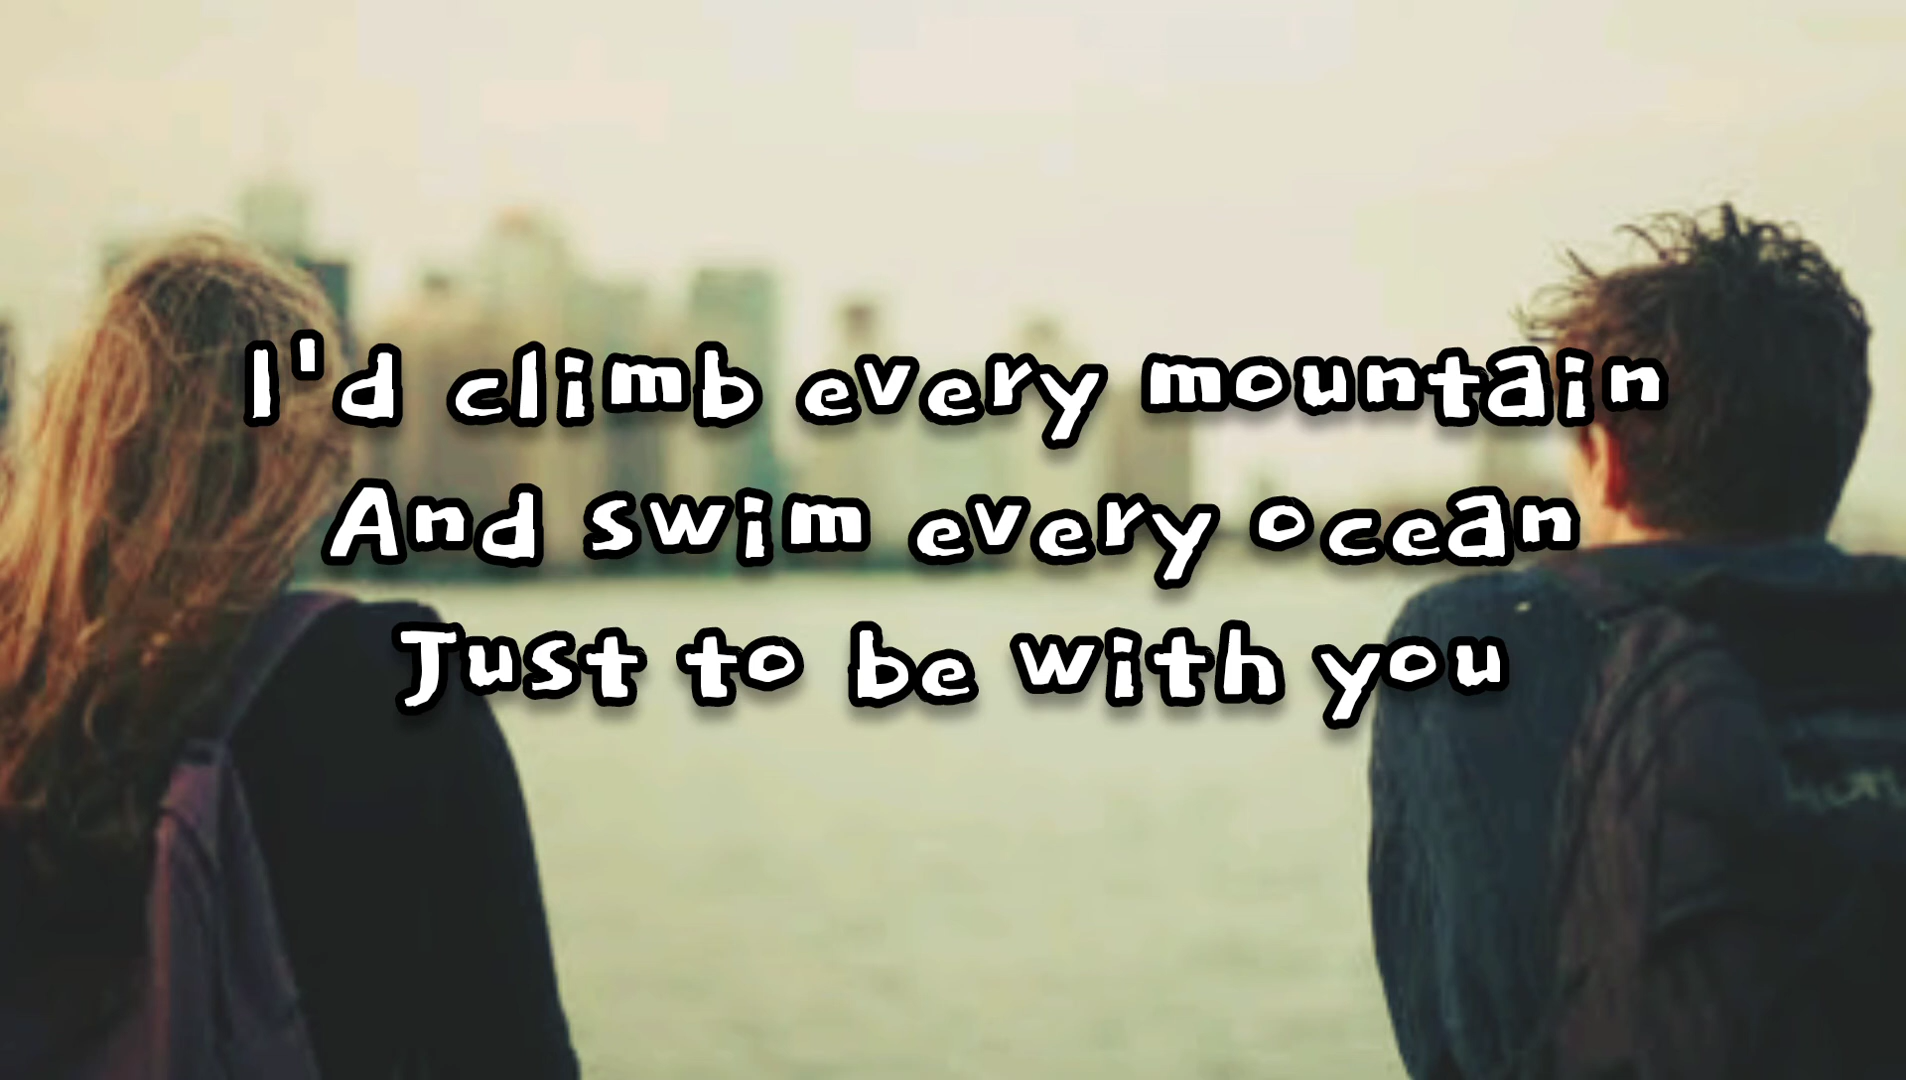 I'd climb every mountain
And swim every ocean
Just to be with you